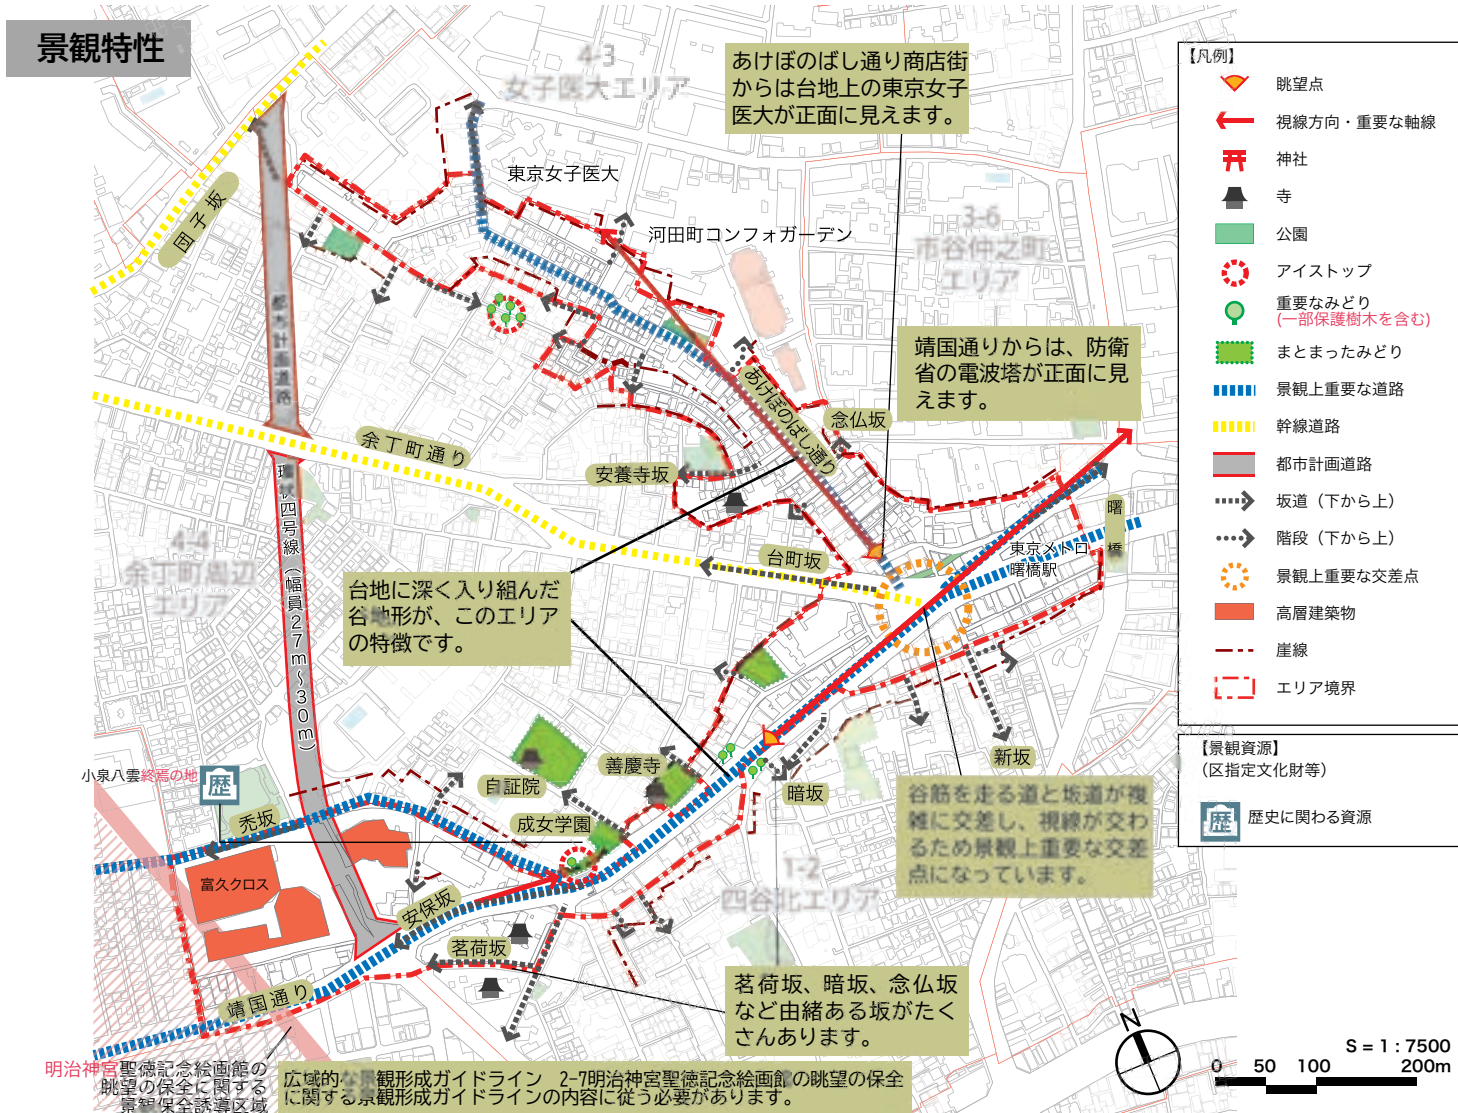 景観特性
4-3
女子医大エリア
あけぼのばし通り商店街
からは台地上の東京女子
医大が正面に見えます。
東京女子医大
河田町コンフォガーデン
3-6
市谷仲之町
エリア
団子坂
都市計画道路
靖国通りからは、防衛
省の電波塔が正面に見
えます。
あけぼのばし通り
念仏坂
余丁町通り
安養寺坂
環状四号線（幅員27m～30m）
4-4
余丁町周辺
エリア
台町坂
曙橋
東京メトロ
曙橋駅
台地に深く入り組んだ
谷地形が、このエリア
の特徴です。
新坂
小泉八雲終焉の地
歴
自証院
善慶寺
暗坂
禿坂
成女学園
谷筋を走る道と坂道が複
雑に交差し、視線が交わ
るため景観上重要な交差
点になっています。
富久クロス
安保坂
1-2
四谷北エリア
茗荷坂
靖国通り
茗荷坂、暗坂、念仏坂
など由緒ある坂がたく
さんあります。
明治神宮聖徳記念絵画館の
眺望の保全に関する
景観保全誘導区域
広域的な景観形成ガイドライン　2-7明治神宮聖徳記念絵画館の眺望の保全
に関する景観形成ガイドラインの内容に従う必要があります。
【凡例】
眺望点
視線方向・重要な軸線
神社
寺
公園
アイストップ
重要なみどり
(一部保護樹木を含む)
まとまったみどり
景観上重要な道路
幹線道路
都市計画道路
坂道（下から上）
階段（下から上）
景観上重要な交差点
高層建築物
崖線
エリア境界
【景観資源】
（区指定文化財等）
歴 歴史に関わる資源
N
S = 1 : 7500
0 50 100 200m